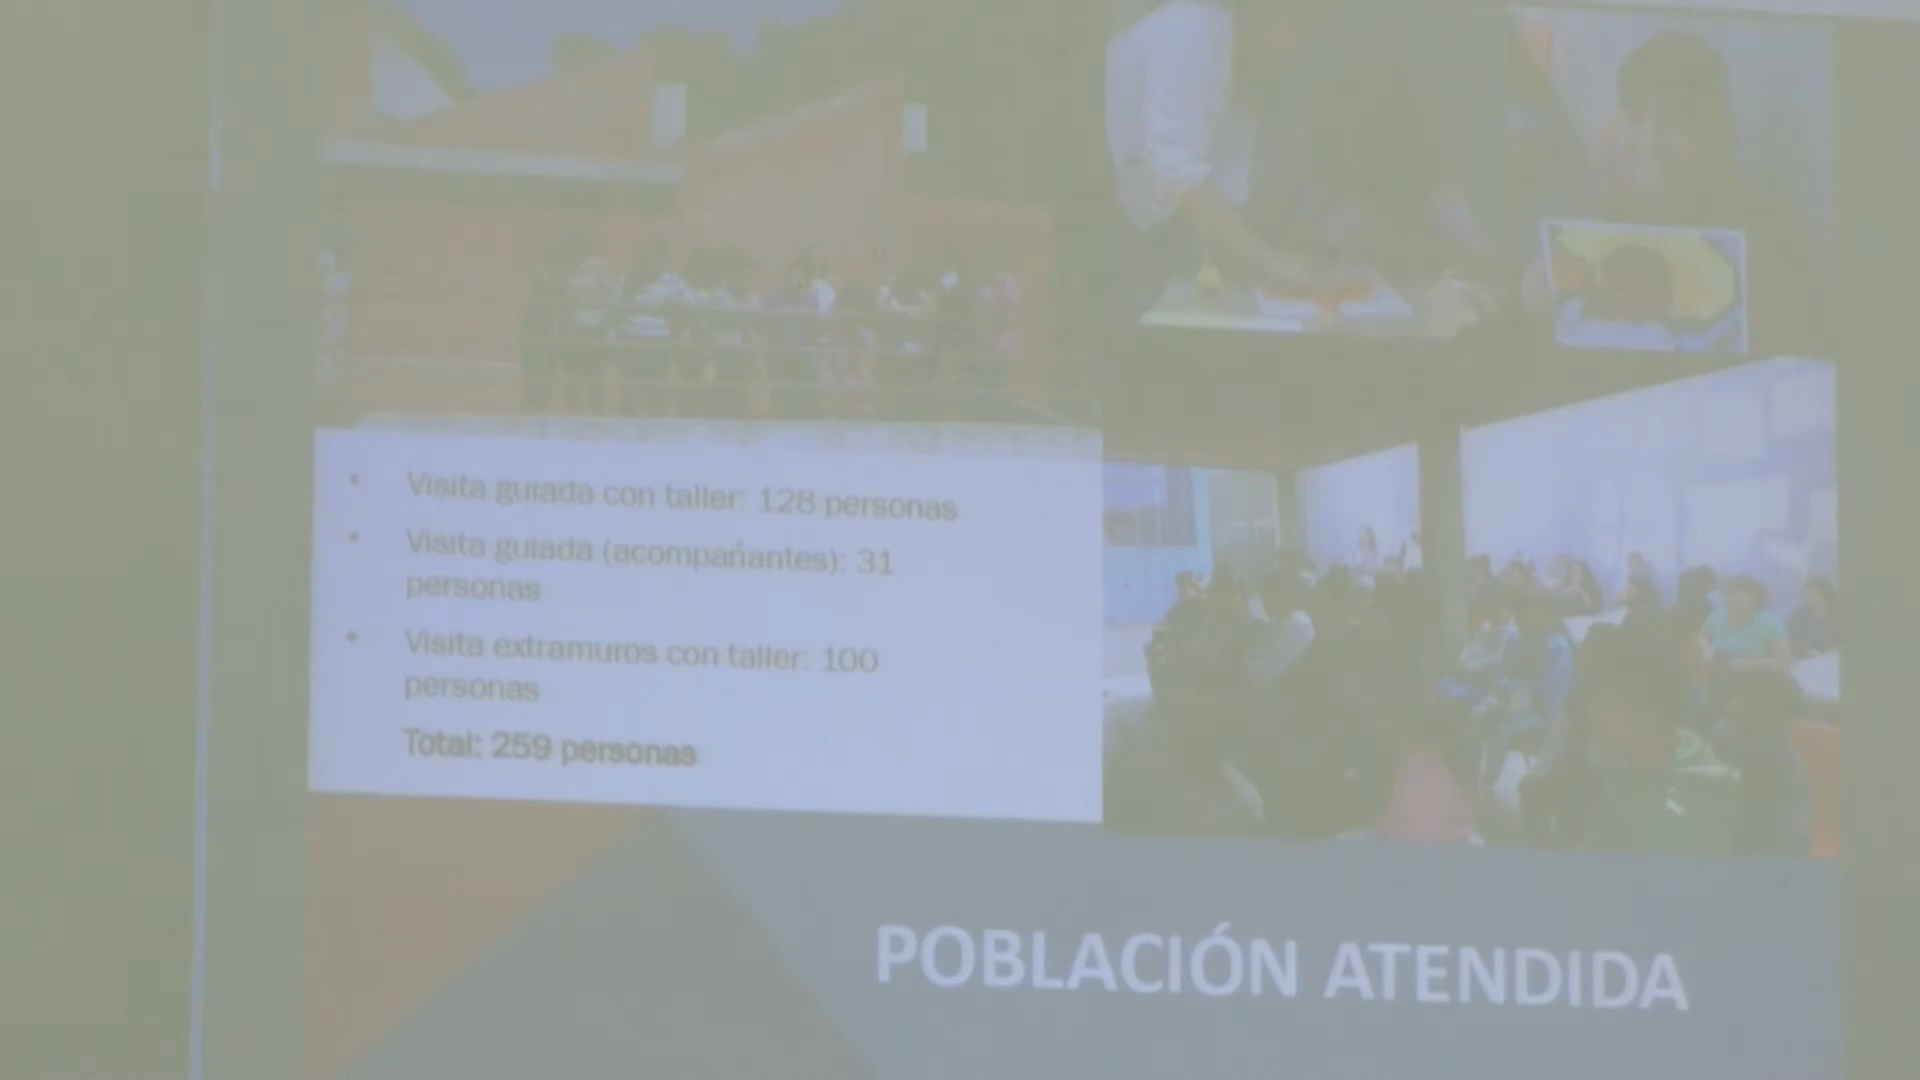 • Visita guiada con taller: 128 personas
• Visita guiada (acompañantes): 31
personas
• Visita extramuros con taller: 100
personas
Total: 259 personas
POBLACIÓN ATENDIDA